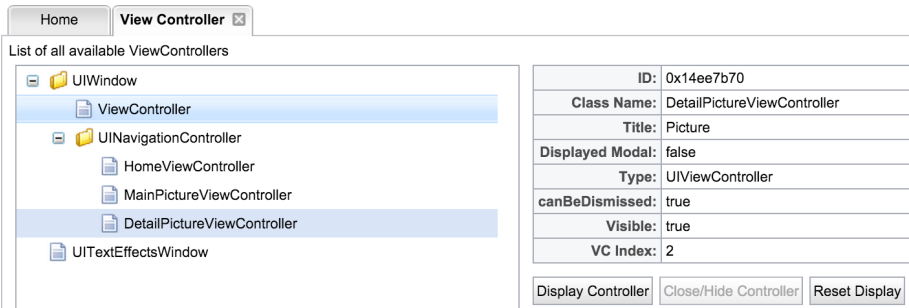 Home
View Controller
List of all available ViewControllers
UIWindow
ViewController
UINavigationController
HomeViewController
MainPictureViewController
DetailPictureViewController
UITextEffectsWindow
ID: 0x14ee7b70
Class Name: DetailPictureViewController
Title: Picture
Displayed Modal: false
Type: UIViewController
canBeDismissed: true
Visible: true
VC Index: 2
Display Controller Close/Hide Controller Reset Display